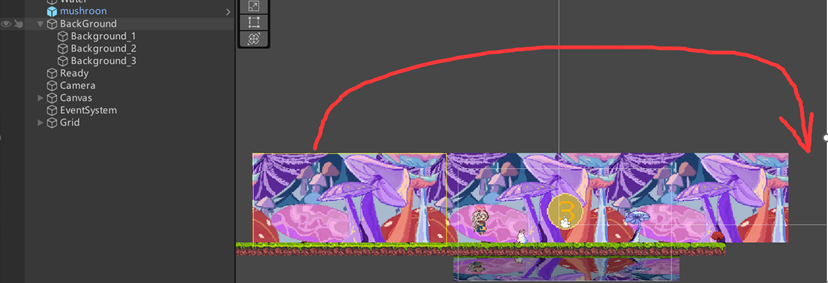 Water
mushroon
BackGround
Background_1
Background_2
Background_3
Ready
Camera
Canvas
EventSystem
Grid
B